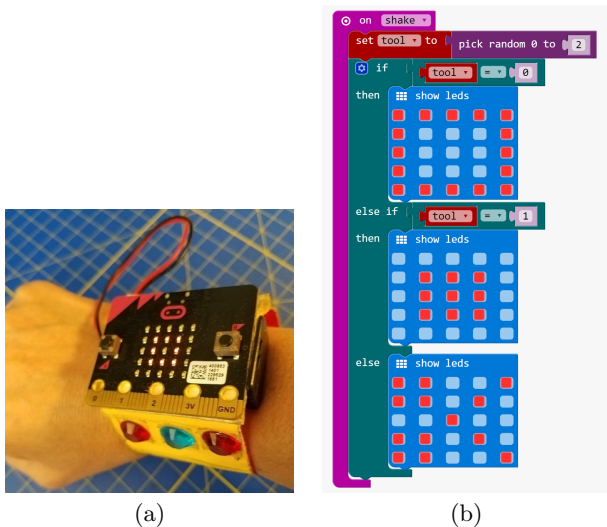 on shake
set tool to pick random 0 to 2
if tool = 0
then show leds
else if tool = 1
then show leds
else show leds
0 1 2 3V GND
(a) (b)